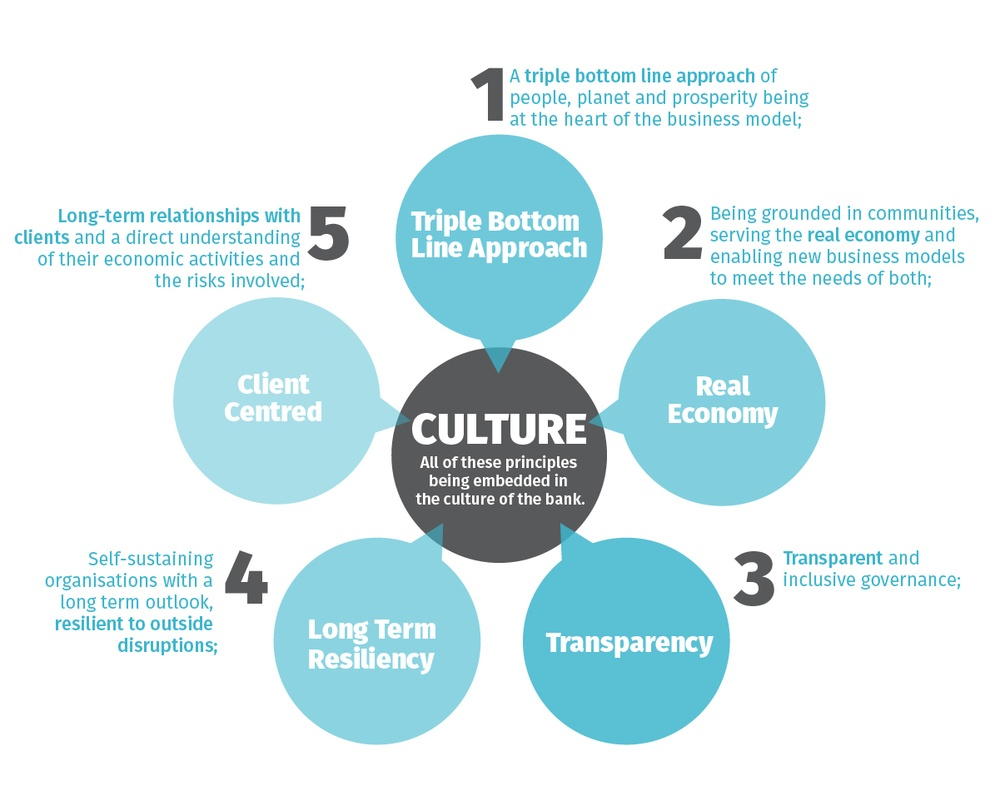 1
A triple bottom line approach of
people, planet and prosperity being
at the heart of the business model;
Triple Bottom
Line Approach
2
Being grounded in communities,
serving the real economy and
enabling new business models
to meet the needs of both;
Real
Economy
3
Transparent and
inclusive governance;
Transparency
4
Self-sustaining
organisations with a
long term outlook,
resilient to outside
disruptions;
Long Term
Resiliency
5
Long-term relationships with
clients and a direct understanding
of their economic activities and
the risks involved;
Client
Centred
CULTURE
All of these principles
being embedded in
the culture of the bank.